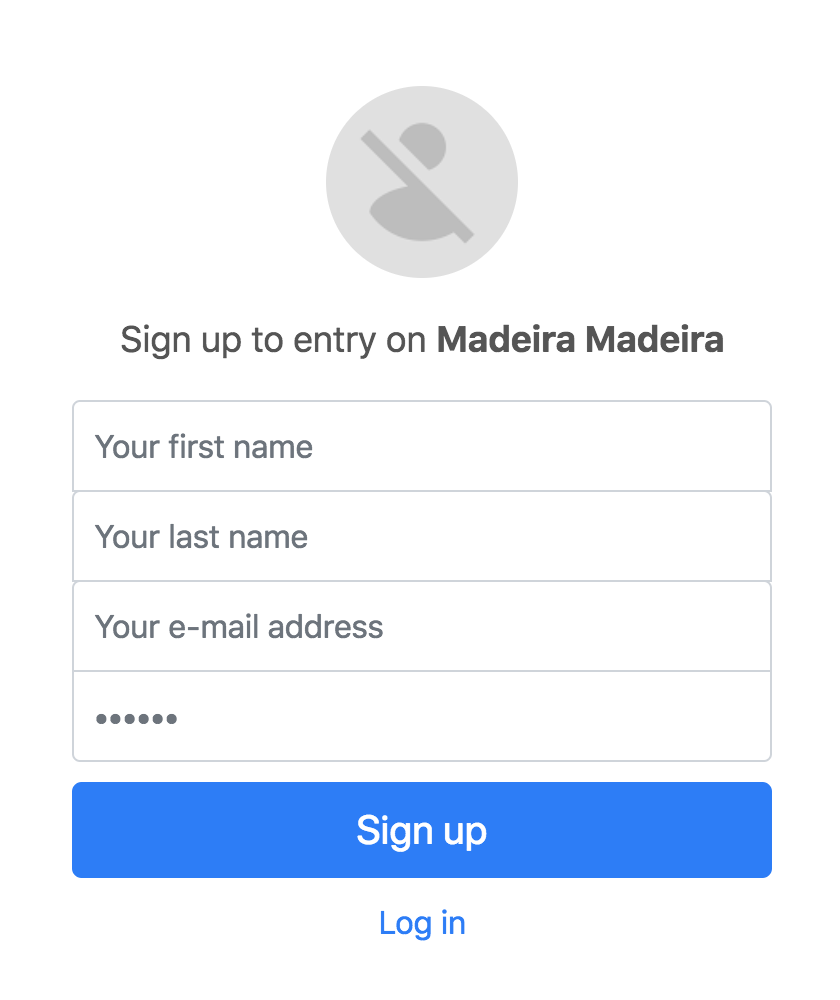 Sign up to entry on Madeira Madeira
Your first name
Your last name
Your e-mail address
••••••
Sign up
Log in